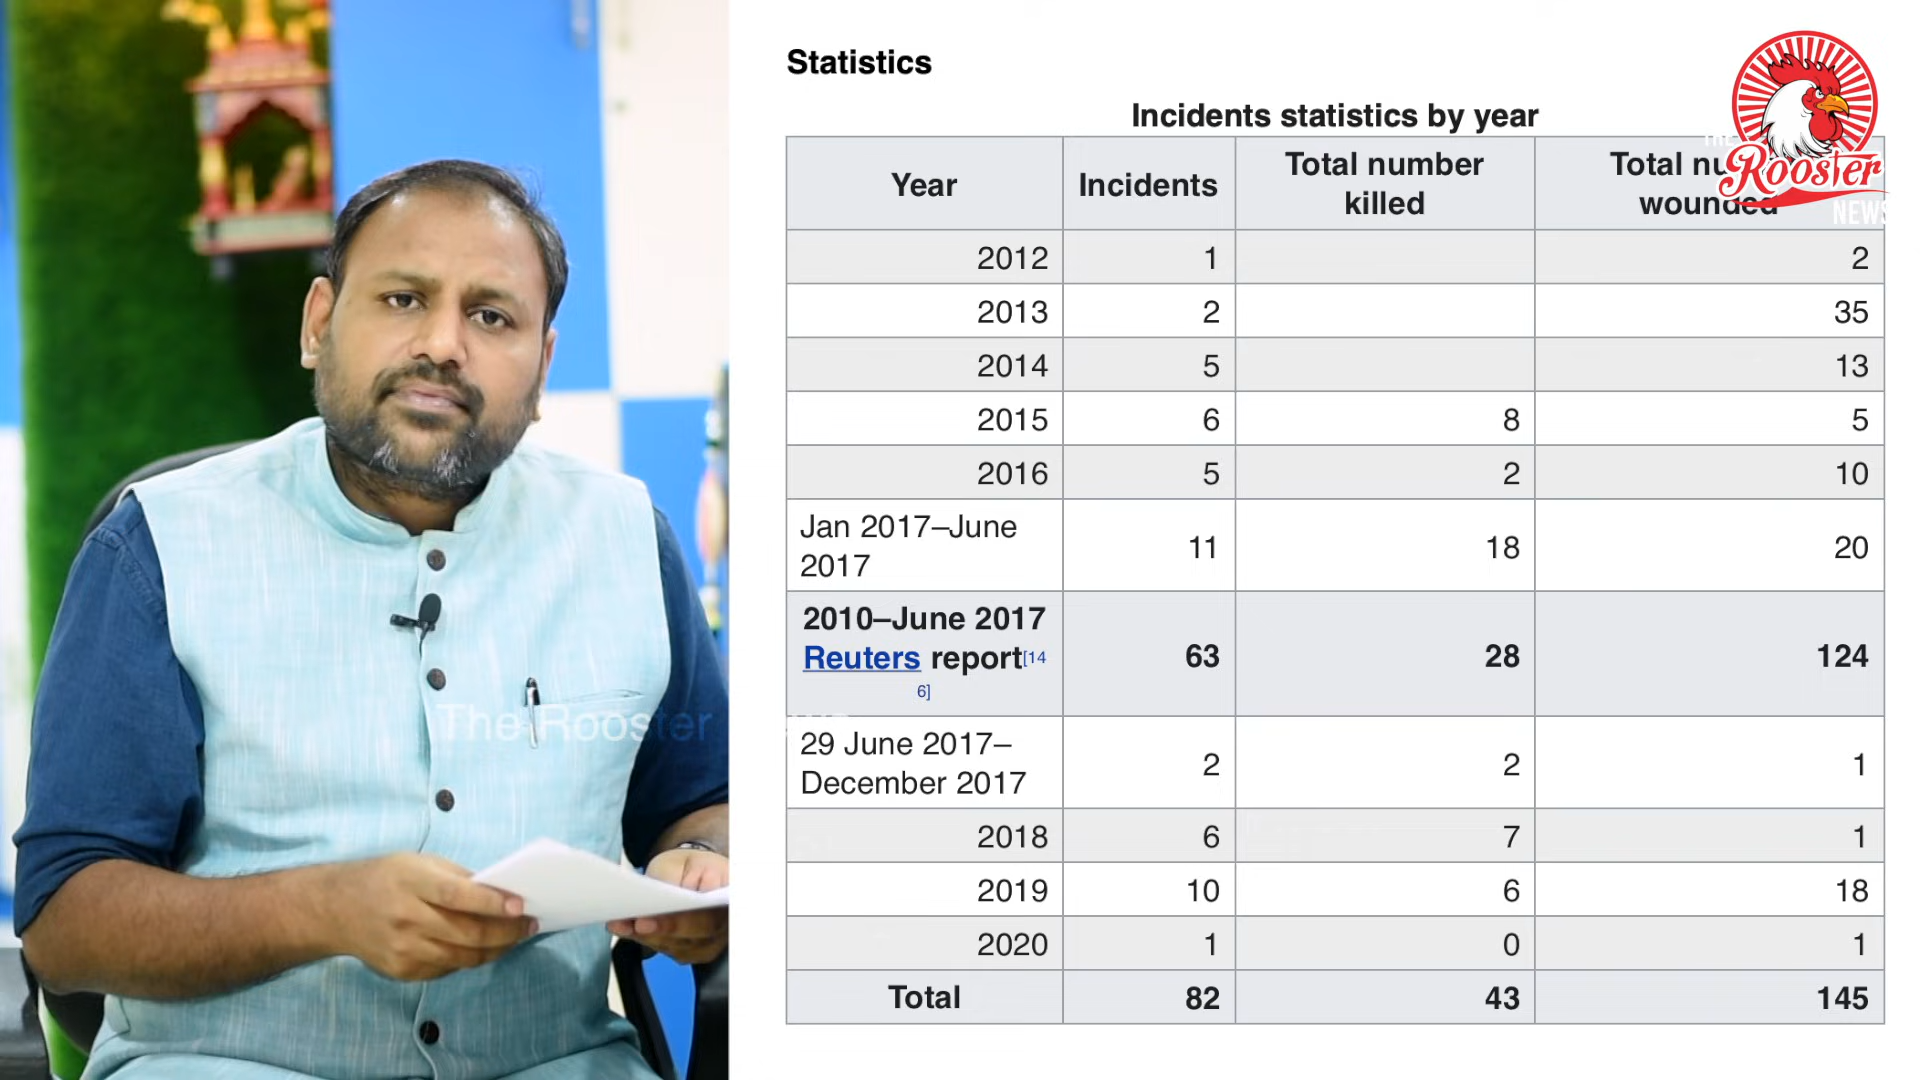 Statistics
Incidents statistics by year
Year Incidents Total number killed Total nu wounded
2012 1 2
2013 2 35
2014 5 13
2015 6 8 5
2016 5 2 10
Jan 2017–June 2017 11 18 20
2010–June 2017 Reuters report[146] 63 28 124
29 June 2017–December 2017 2 2 1
2018 6 7 1
2019 10 6 18
2020 1 0 1
Total 82 43 145
THE
Rooster
NEWS
The Rooster